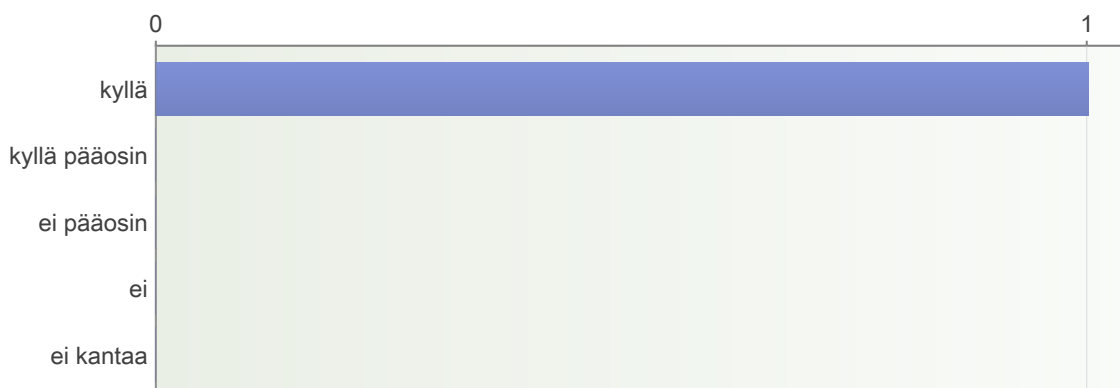 0 1
kyllä
kyllä pääosin
ei pääosin
ei
ei kantaa